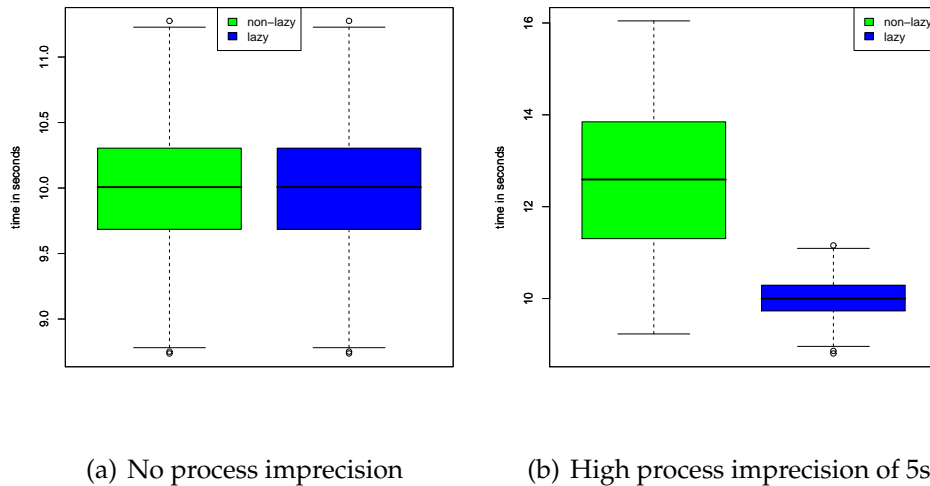 non-lazy
lazy
time in seconds
11.0
10.5
10.0
9.5
9.0
(a) No process imprecision
non-lazy
lazy
time in seconds
16
14
12
10
(b) High process imprecision of 5s